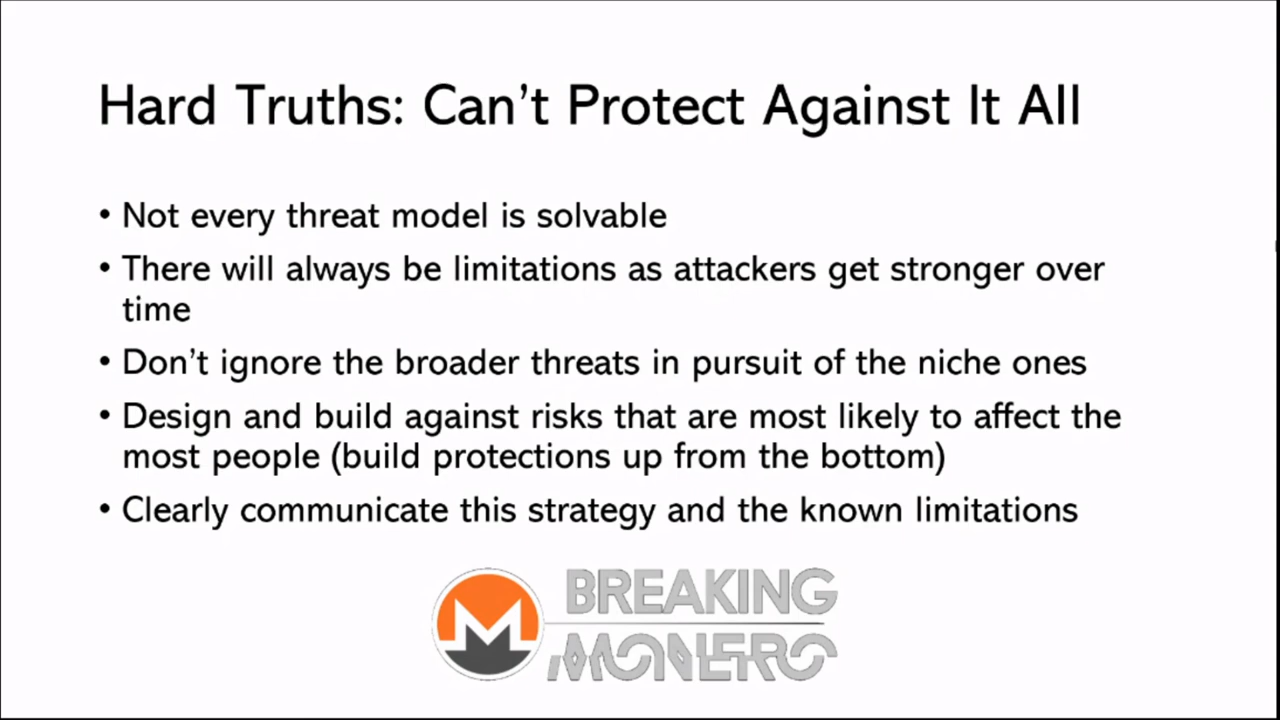 Hard Truths: Can’t Protect Against It All
• Not every threat model is solvable
• There will always be limitations as attackers get stronger over
time
• Don’t ignore the broader threats in pursuit of the niche ones
• Design and build against risks that are most likely to affect the
most people (build protections up from the bottom)
• Clearly communicate this strategy and the known limitations
BREAKING
MONERO